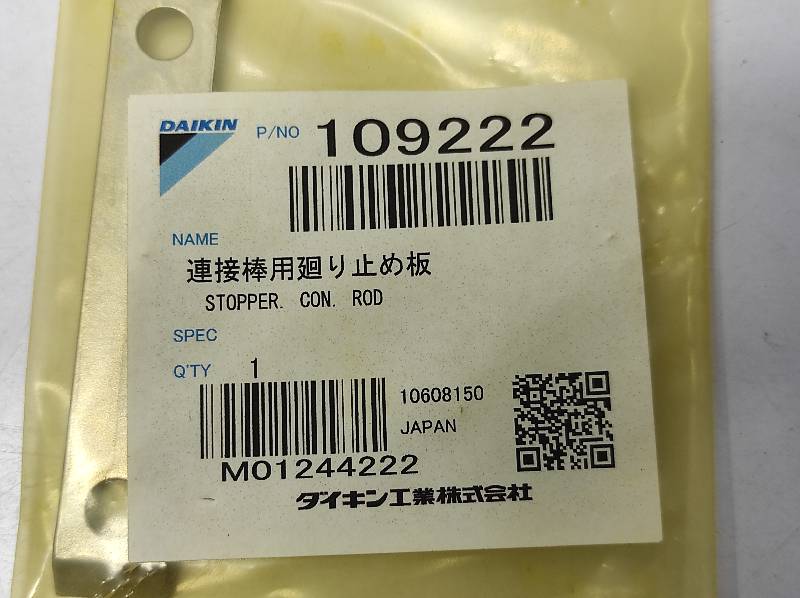 DAIKIN
P/NO 109222
NAME
連接棒用廻り止め板
STOPPER. CON. ROD
SPEC
Q'TY 1
10608150
JAPAN
M01244222
ダイキン工業株式会社